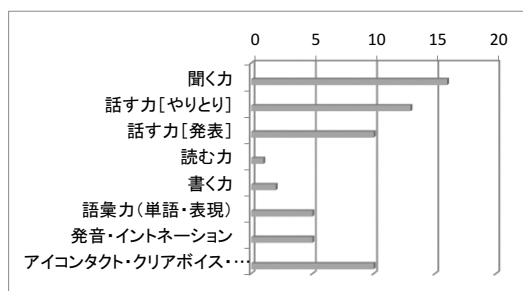 0 5 10 15 20
聞く力
話す力[やりとり]
話す力[発表]
読む力
書く力
語彙力(単語・表現)
発音・イントネーション
アイコンタクト・クリアボイス・…